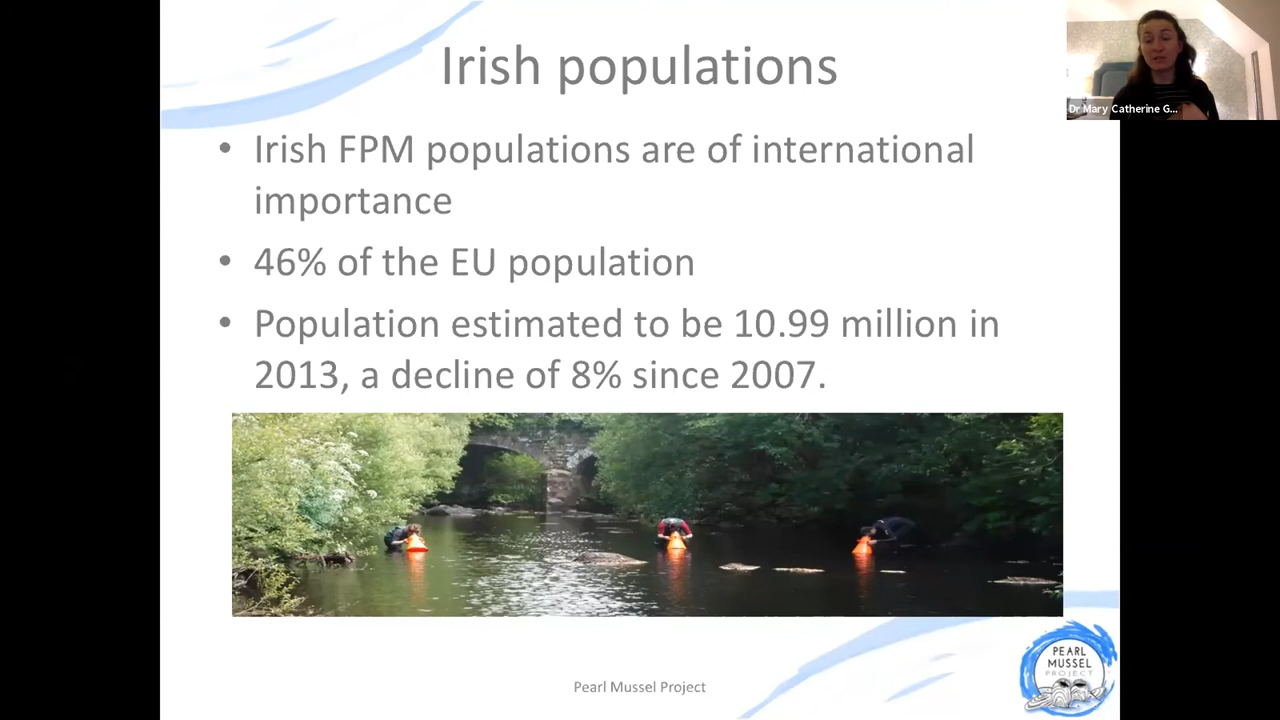 Irish populations
Dr Mary Catherine G...
• Irish FPM populations are of international
importance
• 46% of the EU population
• Population estimated to be 10.99 million in
2013, a decline of 8% since 2007.
PEARL
MUSSEL
PROJECT
Pearl Mussel Project